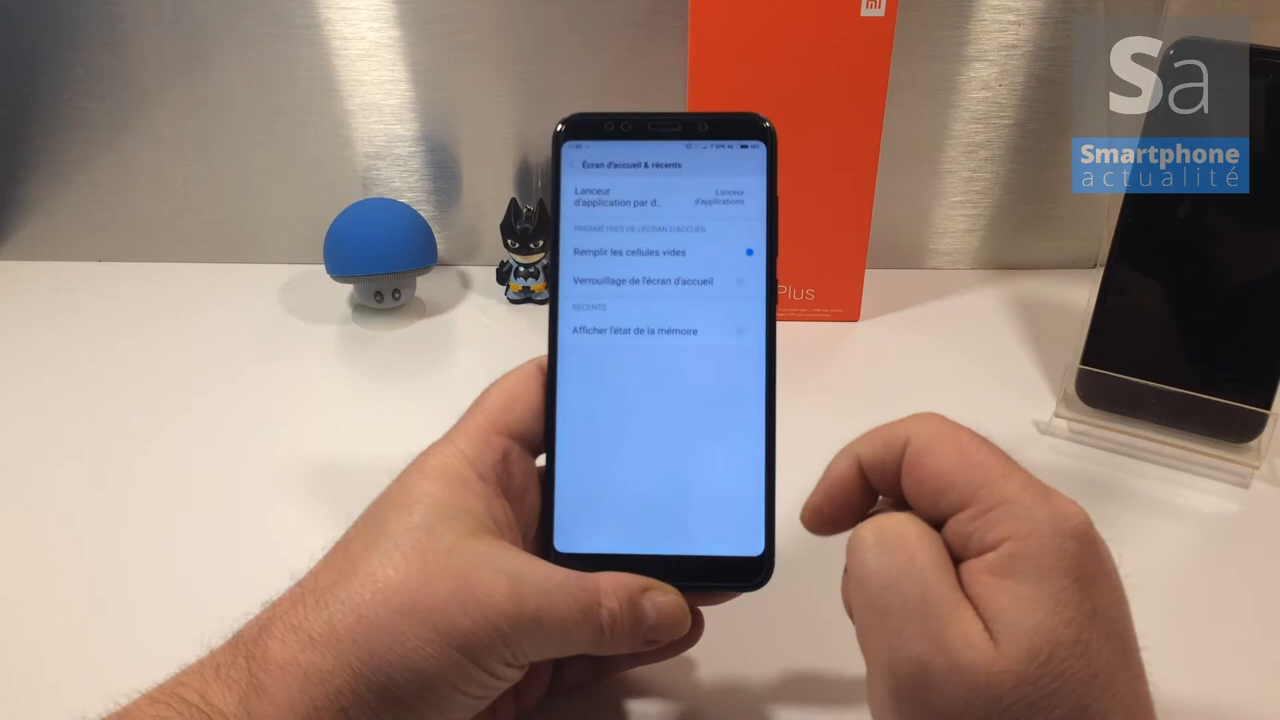 mi
Sa
Smartphone
actualité
Écran d'accueil & récents
Lanceur
d'application par d...
Lanceur
d'applications
PARAMÈTRES DE L'ÉCRAN D'ACCUEIL
Remplir les cellules vides
Verrouillage de l'écran d'accueil
RÉCENTS
Afficher l'état de la mémoire
Plus